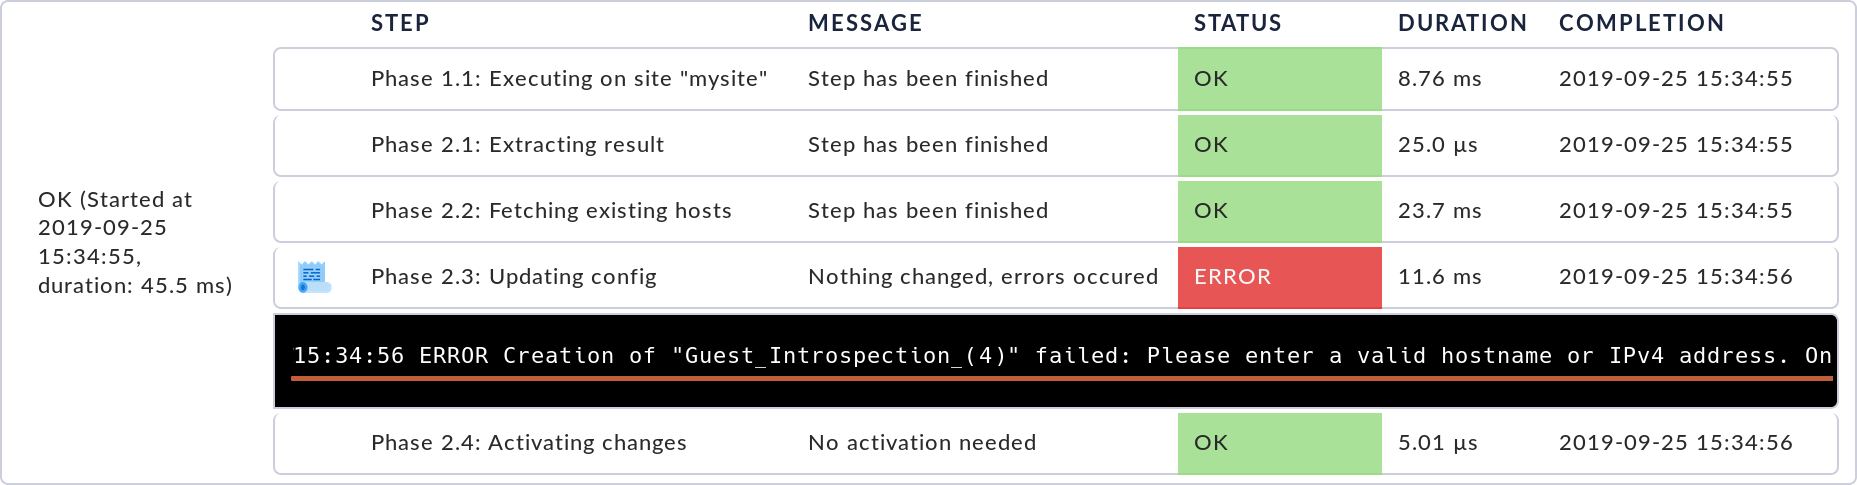 STEP MESSAGE STATUS DURATION COMPLETION
Phase 1.1: Executing on site "mysite" Step has been finished OK 8.76 ms 2019-09-25 15:34:55
Phase 2.1: Extracting result Step has been finished OK 25.0 µs 2019-09-25 15:34:55
OK (Started at
2019-09-25
15:34:55,
duration: 45.5 ms)
Phase 2.2: Fetching existing hosts Step has been finished OK 23.7 ms 2019-09-25 15:34:55
Phase 2.3: Updating config Nothing changed, errors occured ERROR 11.6 ms 2019-09-25 15:34:56
15:34:56 ERROR Creation of "Guest_Introspection_(4)" failed: Please enter a valid hostname or IPv4 address. On
Phase 2.4: Activating changes No activation needed OK 5.01 µs 2019-09-25 15:34:56